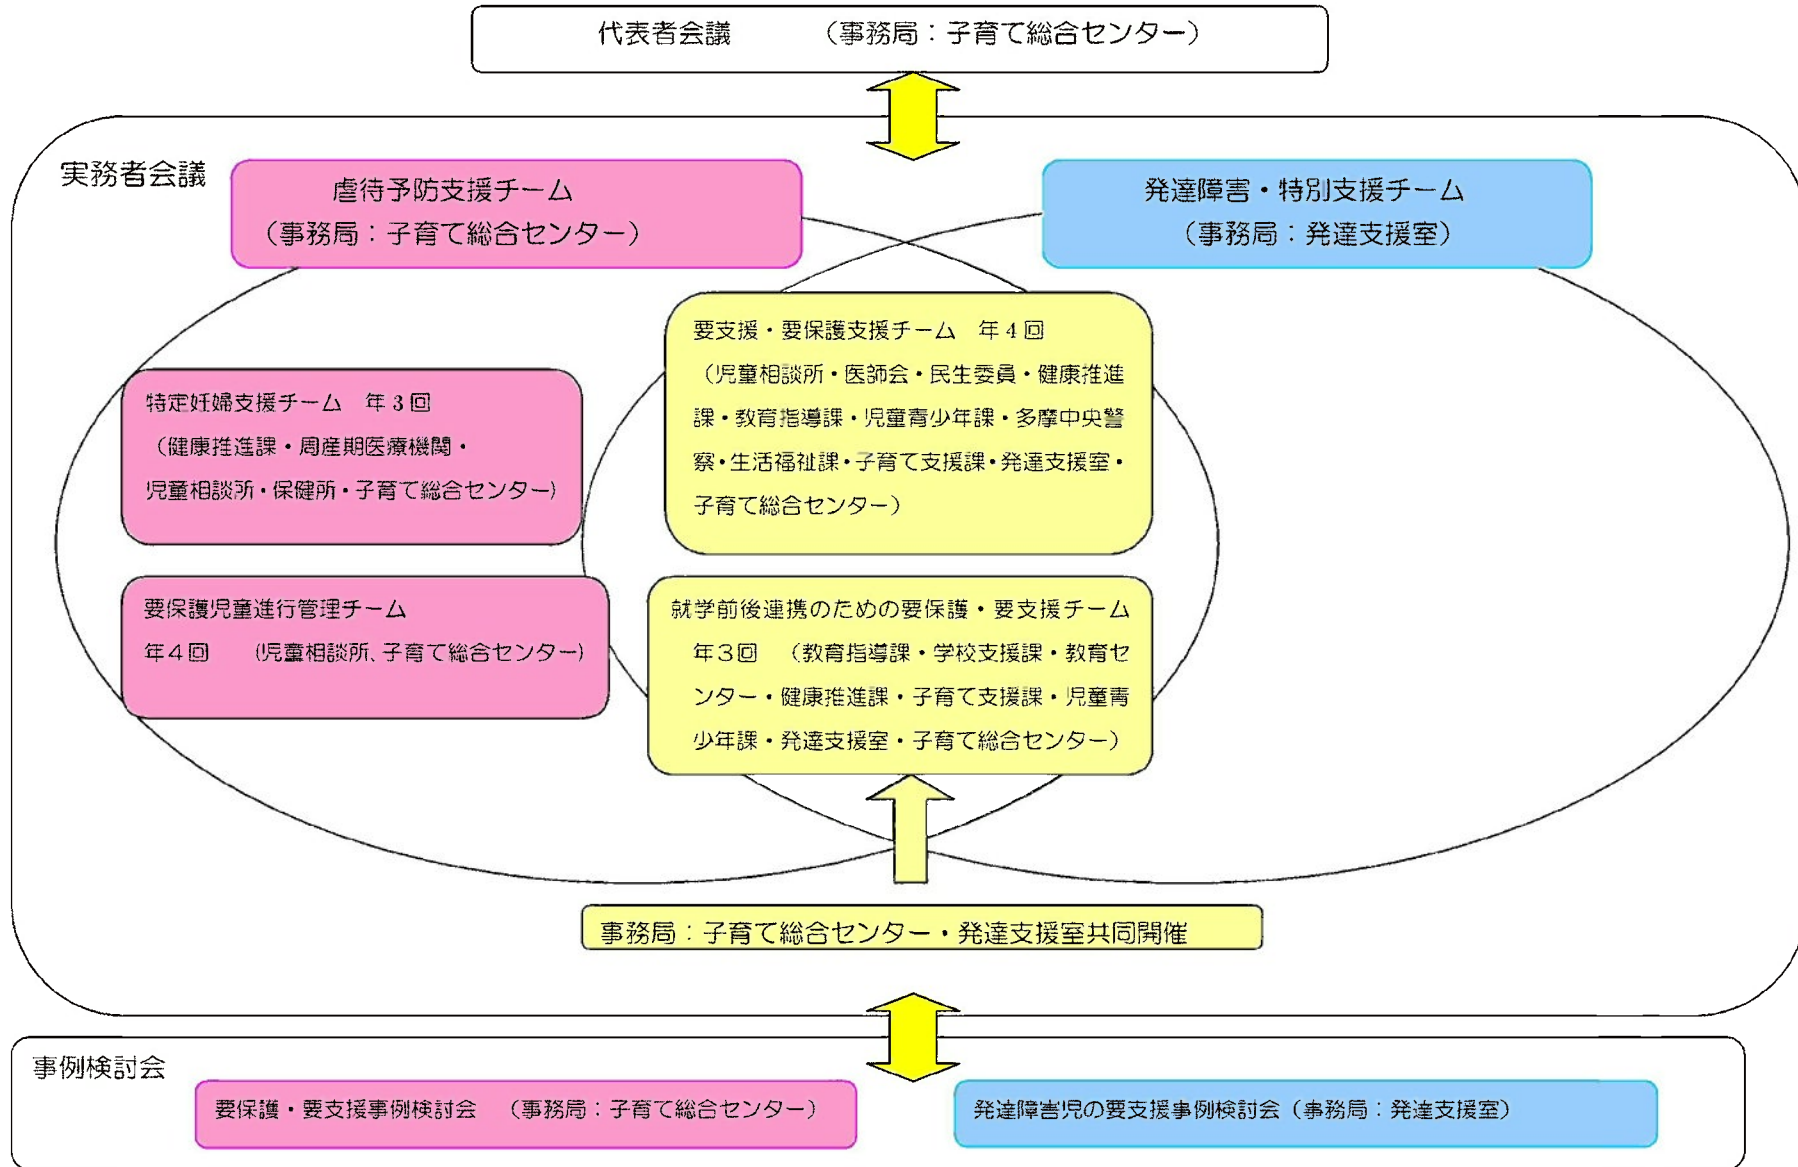 代表者会議　　　（事務局：子育て総合センター）
実務者会議
虐待予防支援チーム
（事務局：子育て総合センター）
発達障害・特別支援チーム
（事務局：発達支援室）
要支援・要保護支援チーム　年４回
（児童相談所・医師会・民生委員・健康推進
課・教育指導課・児童青少年課・多摩中央警
察・生活福祉課・子育て支援課・発達支援室・
子育て総合センター）
特定妊婦支援チーム　年３回
（健康推進課・周産期医療機関・
児童相談所・保健所・子育て総合センター）
要保護児童進行管理チーム
年４回　　（児童相談所、子育て総合センター）
就学前後連携のための要保護・要支援チーム
年３回　（教育指導課・学校支援課・教育セ
ンター・健康推進課・子育て支援課・児童青
少年課・発達支援室・子育て総合センター）
事務局：子育て総合センター・発達支援室共同開催
事例検討会
要保護・要支援事例検討会　（事務局：子育て総合センター）
発達障害児の要支援事例検討会（事務局：発達支援室）